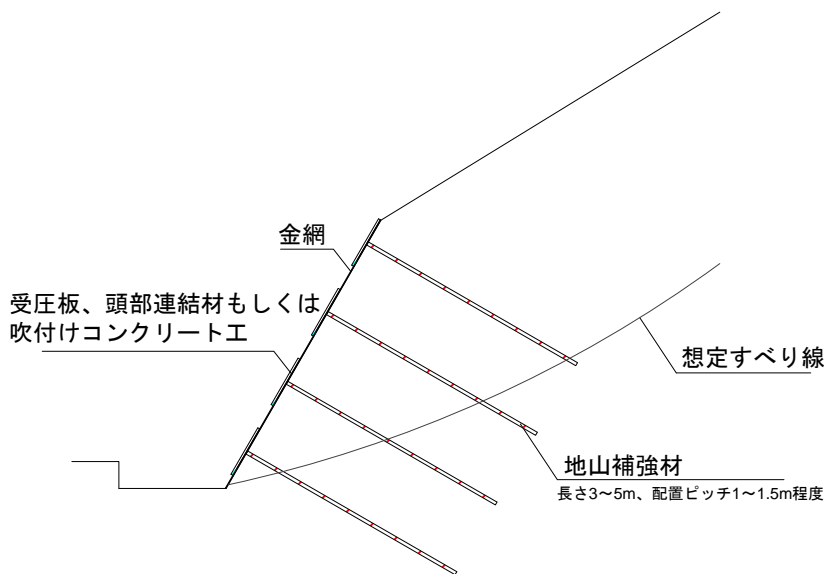 金網
受圧板、頭部連結材もしくは
吹付けコンクリート工
想定すべり線
地山補強材
長さ3～5m、配置ピッチ1～1.5m程度